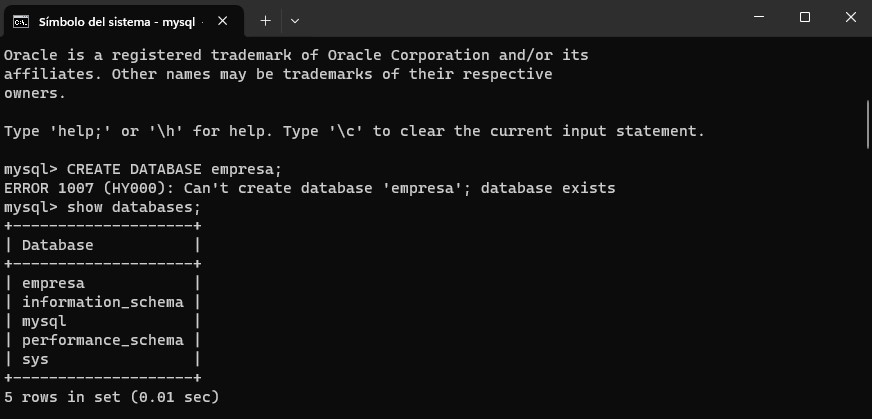 Símbolo del sistema - mysql
Oracle is a registered trademark of Oracle Corporation and/or its
affiliates. Other names may be trademarks of their respective
owners.
Type 'help;' or '\h' for help. Type '\c' to clear the current input statement.
mysql> CREATE DATABASE empresa;
ERROR 1007 (HY000): Can't create database 'empresa'; database exists
mysql> show databases;
+--------------------+
| Database           |
+--------------------+
| empresa            |
| information_schema |
| mysql              |
| performance_schema |
| sys                |
+--------------------+
5 rows in set (0.01 sec)